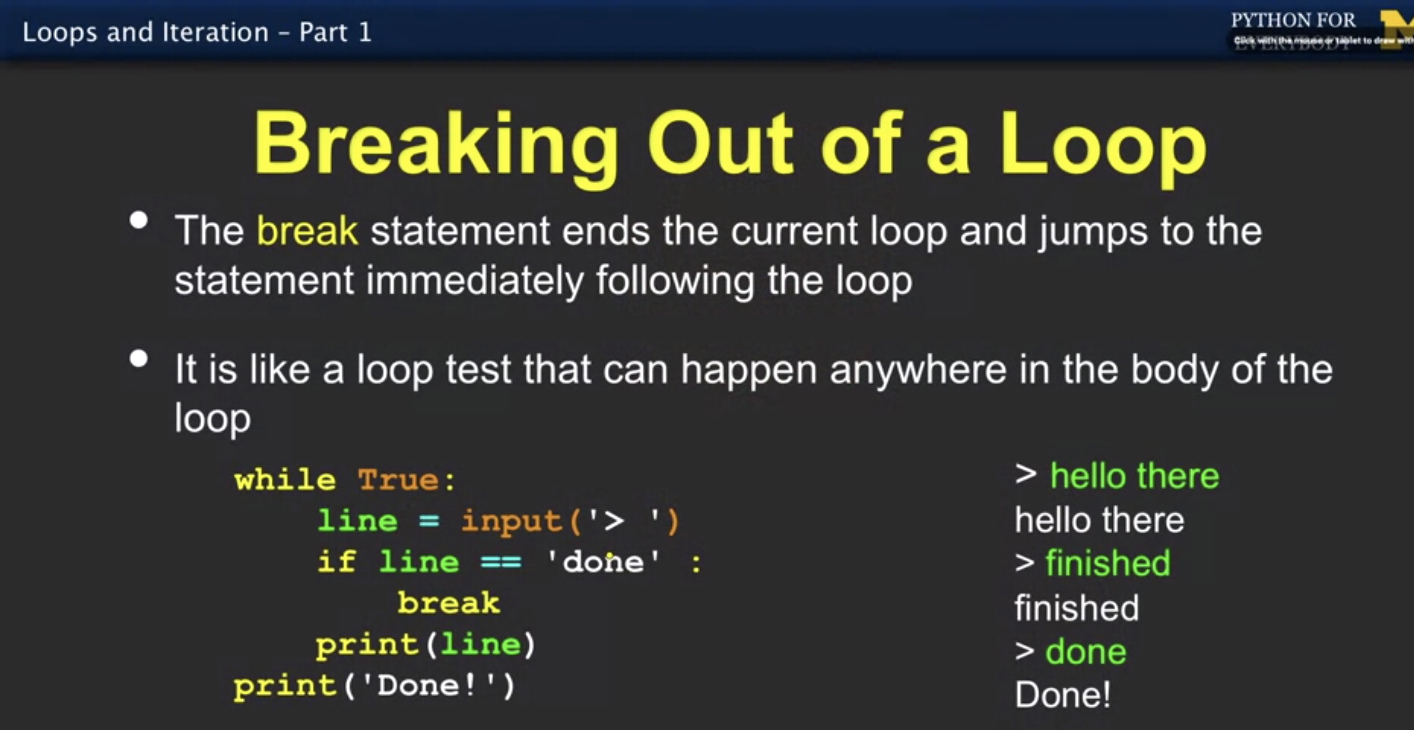 Loops and Iteration – Part 1
PYTHON FOR
EVERYBODY
Click with the mouse or tablet to draw with
Breaking Out of a Loop
• The break statement ends the current loop and jumps to the
statement immediately following the loop
• It is like a loop test that can happen anywhere in the body of the
loop
while True:
    line = input('> ')
    if line == 'done' :
        break
    print(line)
print('Done!')
> hello there
hello there
> finished
finished
> done
Done!